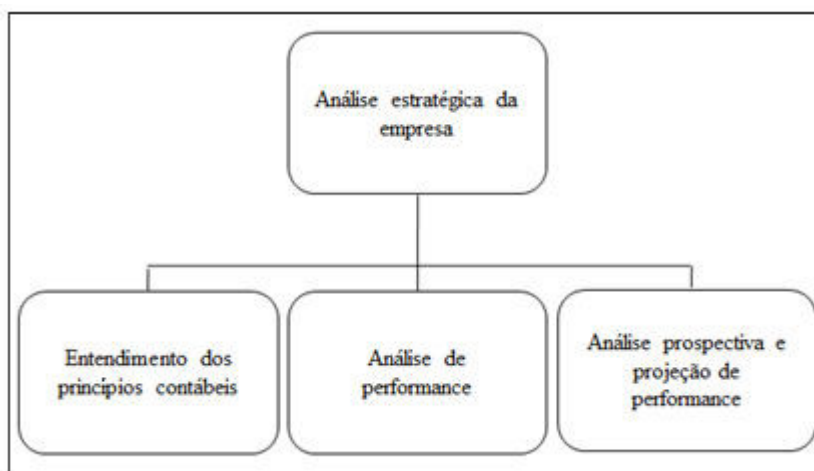 Análise estratégica da
empresa
Entendimento dos
princípios contábeis
Análise de
performance
Análise prospectiva e
projeção de
performance